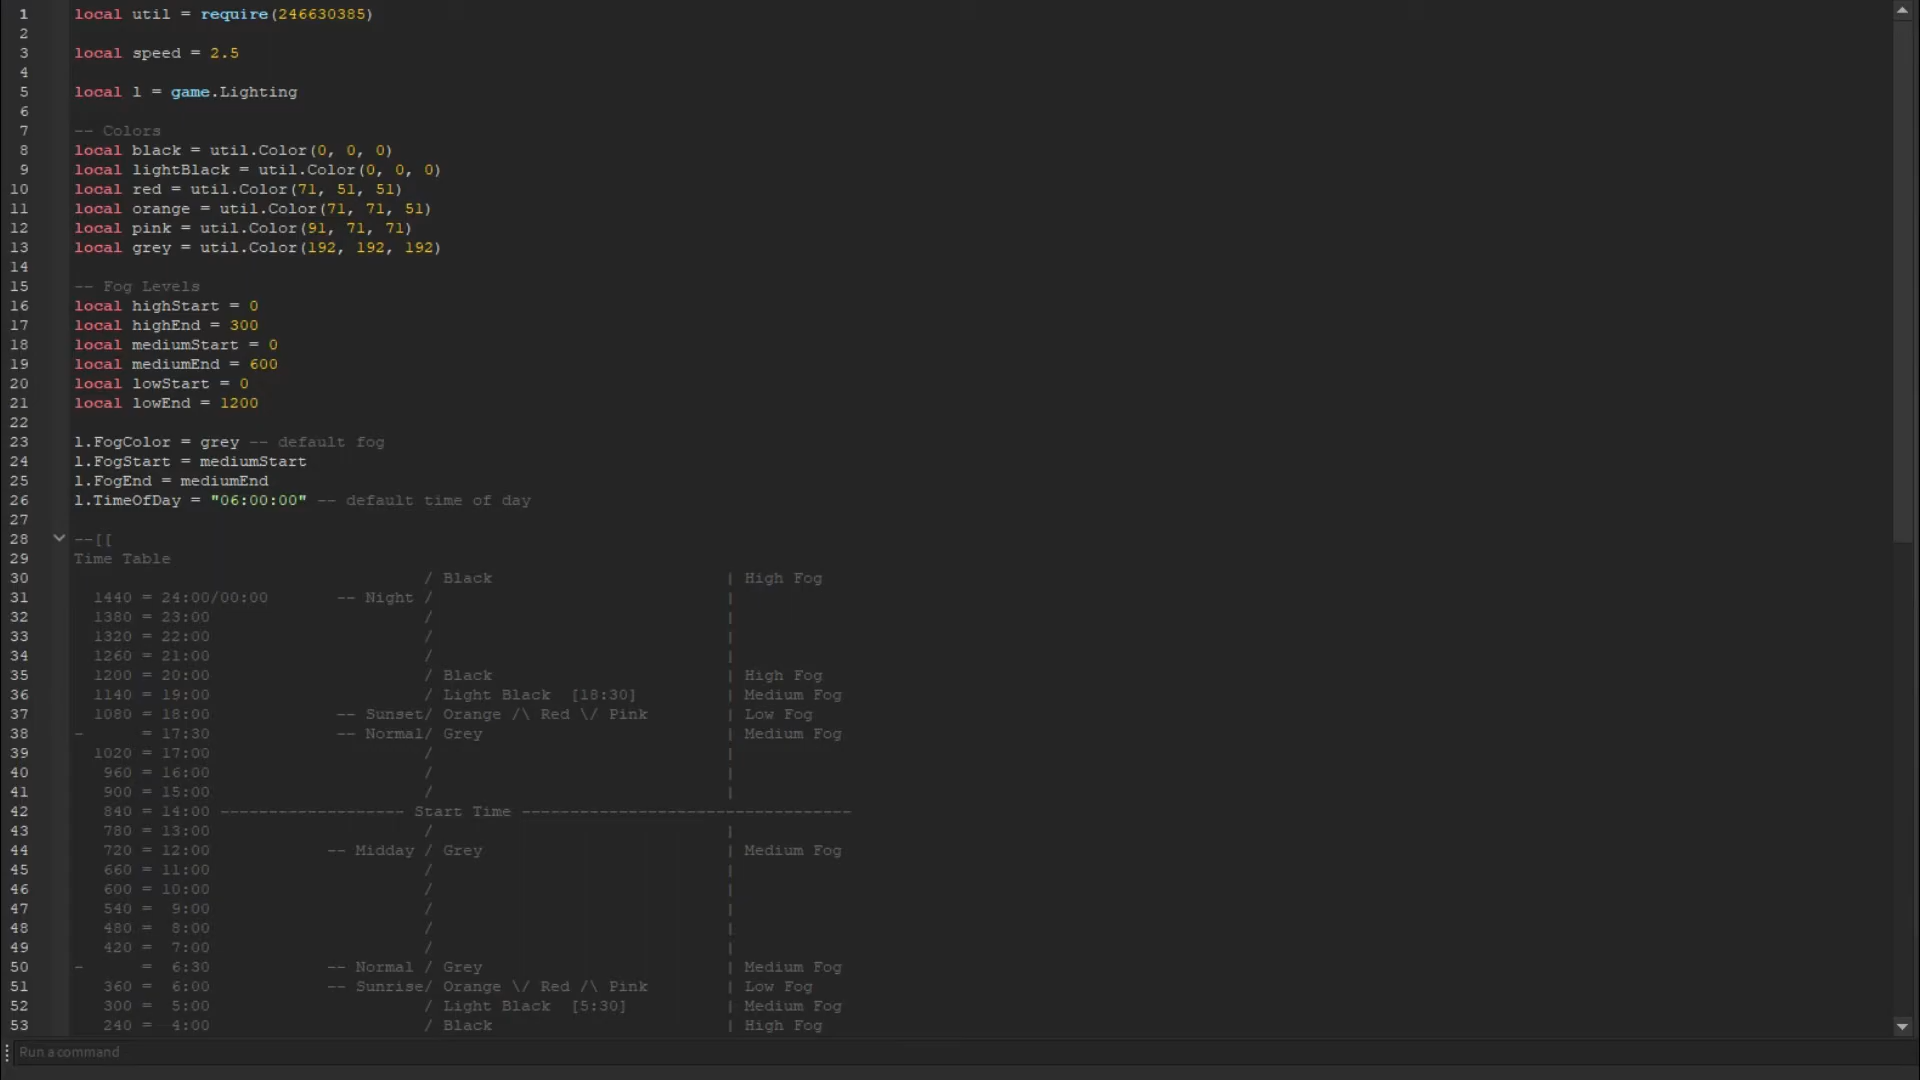 1 local util = require(246630385)
2
3 local speed = 2.5
4
5 local l = game.Lighting
6
7 -- Colors
8 local black = util.Color(0, 0, 0)
9 local lightBlack = util.Color(0, 0, 0)
10 local red = util.Color(71, 51, 51)
11 local orange = util.Color(71, 71, 51)
12 local pink = util.Color(91, 71, 71)
13 local grey = util.Color(192, 192, 192)
14
15 -- Fog Levels
16 local highStart = 0
17 local highEnd = 300
18 local mediumStart = 0
19 local mediumEnd = 600
20 local lowStart = 0
21 local lowEnd = 1200
22
23 l.FogColor = grey -- default fog
24 l.FogStart = mediumStart
25 l.FogEnd = mediumEnd
26 l.TimeOfDay = "06:00:00" -- default time of day
27
28 --[[
29 Time Table
30 / Black | High Fog
31 1440 = 24:00/00:00 -- Night / |
32 1380 = 23:00 / |
33 1320 = 22:00 / |
34 1260 = 21:00 / |
35 1200 = 20:00 / Black | High Fog
36 1140 = 19:00 / Light Black [18:30] | Medium Fog
37 1080 = 18:00 -- Sunset/ Orange /\ Red \/ Pink | Low Fog
38 - = 17:30 -- Normal/ Grey | Medium Fog
39 1020 = 17:00 / |
40 960 = 16:00 / |
41 900 = 15:00 / |
42 840 = 14:00 ------------------- Start Time ----------------------------------
43 780 = 13:00 / |
44 720 = 12:00 -- Midday / Grey | Medium Fog
45 660 = 11:00 / |
46 600 = 10:00 / |
47 540 = 9:00 / |
48 480 = 8:00 / |
49 420 = 7:00 / |
50 - = 6:30 -- Normal / Grey | Medium Fog
51 360 = 6:00 -- Sunrise/ Orange \/ Red /\ Pink | Low Fog
52 300 = 5:00 / Light Black [5:30] | Medium Fog
53 240 = 4:00 / Black | High Fog
Run a command